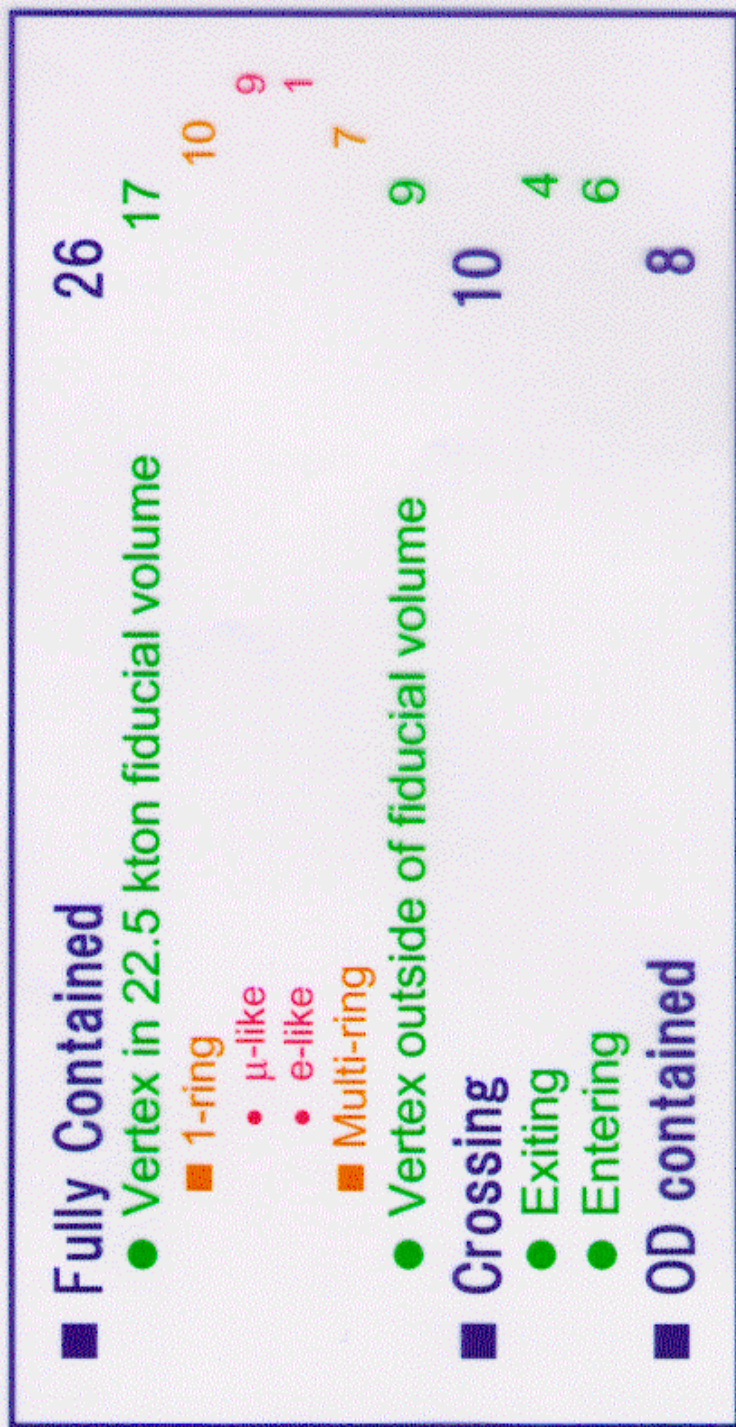 ■ Fully Contained 26
● Vertex in 22.5 kton fiducial volume 17
■ 1-ring 10
• μ-like 9
• e-like 1
■ Multi-ring 7
● Vertex outside of fiducial volume 9
■ Crossing 10
● Exiting 4
● Entering 6
■ OD contained 8